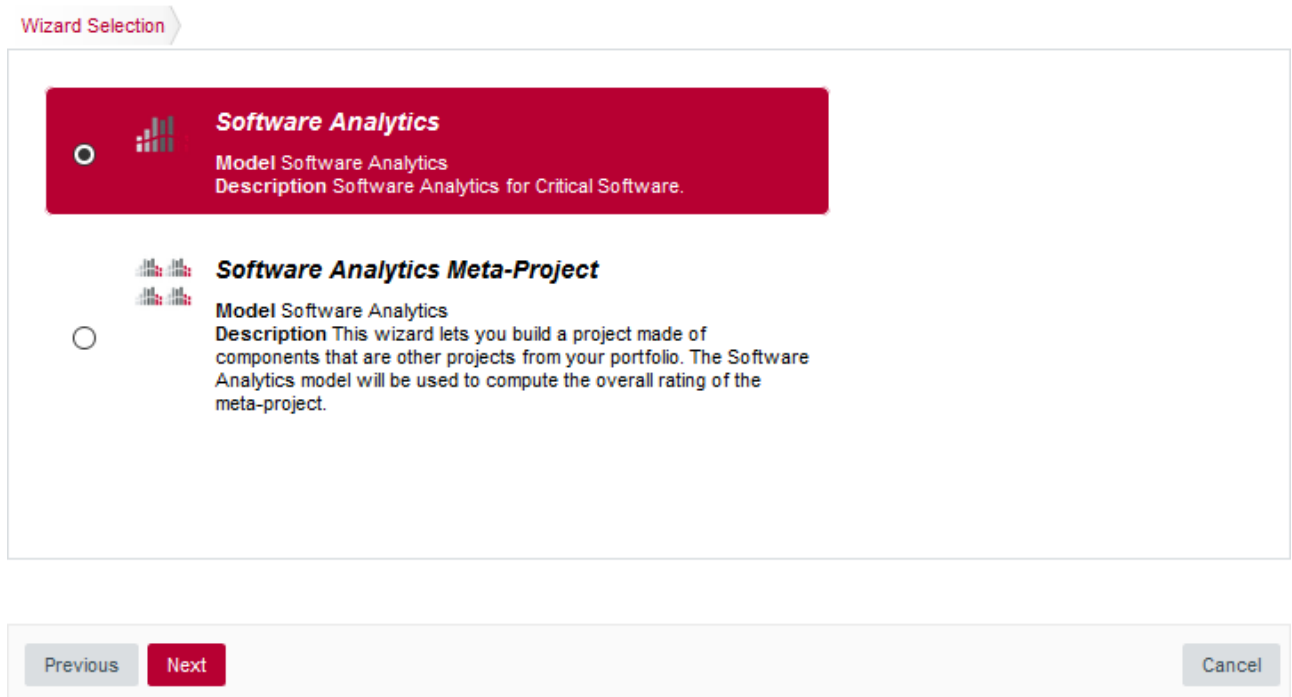 Wizard Selection
Software Analytics
Model Software Analytics
Description Software Analytics for Critical Software.
Software Analytics Meta-Project
Model Software Analytics
Description This wizard lets you build a project made of
components that are other projects from your portfolio. The Software
Analytics model will be used to compute the overall rating of the
meta-project.
Previous
Next
Cancel